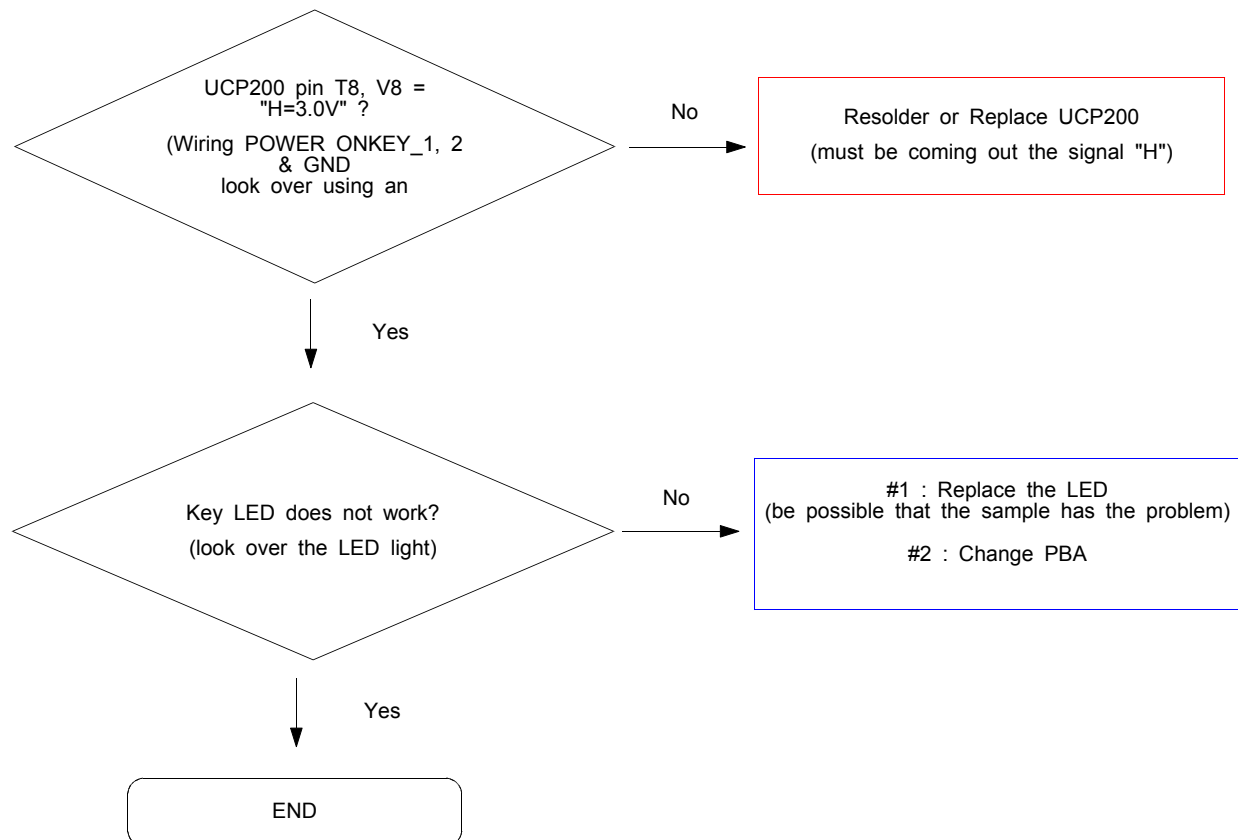 UCP200 pin T8, V8 =
"H=3.0V" ?
(Wiring POWER ONKEY_1, 2
& GND
look over using an
No
Resolder or Replace UCP200
(must be coming out the signal "H")
Yes
Key LED does not work?
(look over the LED light)
No
#1 : Replace the LED
(be possible that the sample has the problem)
#2 : Change PBA
Yes
END